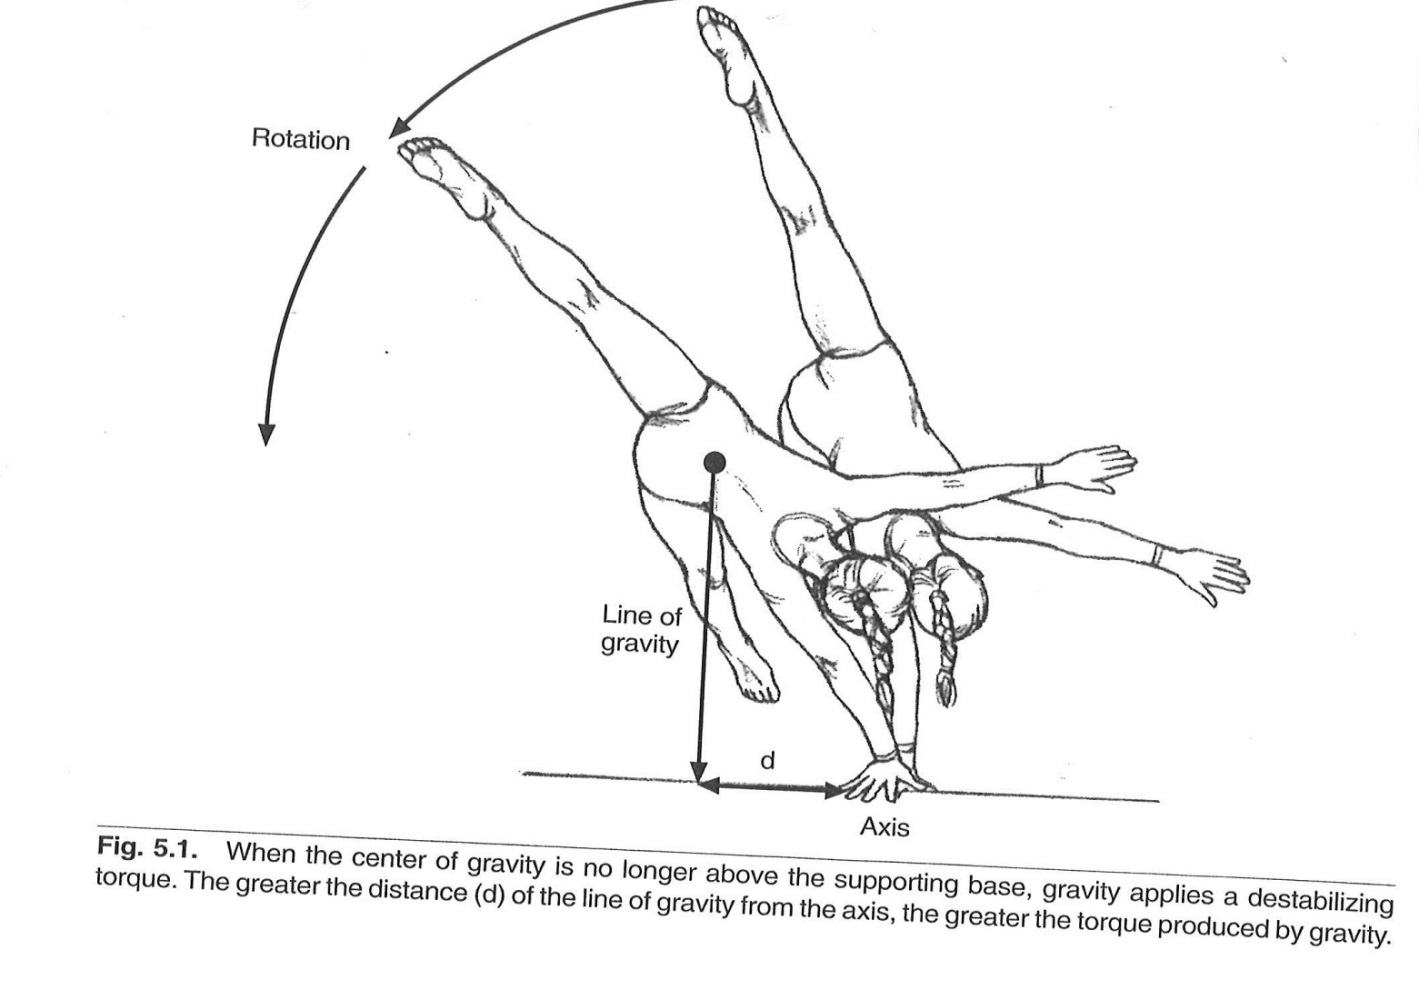 Rotation
Line of
gravity
d
Axis
Fig. 5.1. When the center of gravity is no longer above the supporting base, gravity applies a destabilizing
torque. The greater the distance (d) of the line of gravity from the axis, the greater the torque produced by gravity.